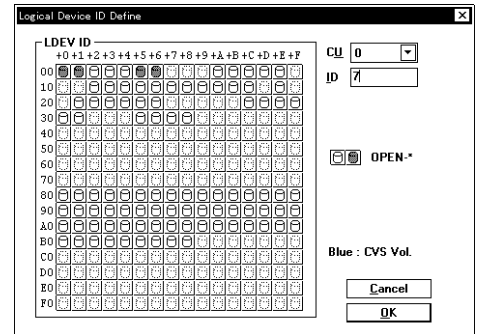 Logical Device ID Define
LDEV ID
+0 +1 +2 +3 +4 +5 +6 +7 +8 +9 +A +B +C +D +E +F
00
10
20
30
40
50
60
70
80
90
A0
B0
C0
D0
E0
F0
CU 0
ID 7
OPEN-*
Blue : CVS Vol.
Cancel
OK